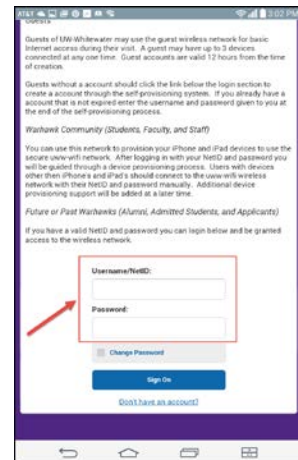 AT&T 3:02 PM
Guests
Guests of UW-Whitewater may use the guest wireless network for basic
Internet access during their visit. A guest may have up to 3 devices
connected at any one time. Guest accounts are valid 12 hours from the time
of creation.
Guests without a account should click the link below the login section to
create a account through the self-provisioning system. If you already have a
account that is not expired enter the username and password given to you at
the end of the self-provisioning process.
Warhawk Community (Students, Faculty, and Staff)
You can use this network to provision your iPhone and iPad devices to use the
secure uww-wifi network. After logging in with your NetID and password you
will be guided through a device provisioning process. Users with devices
other then iPhone's and iPad's should connect to the uww-wifi wireless
network with their NetID and password manually. Additional device
provisioning support will be added at a later time.
Future or Past Warhawks (Alumni, Admitted Students, and Applicants)
If you have a valid NetID and password you can login below and be granted
access to the wireless network.
Username/NetID:
Password:
Change Password
Sign On
Don't have an account?